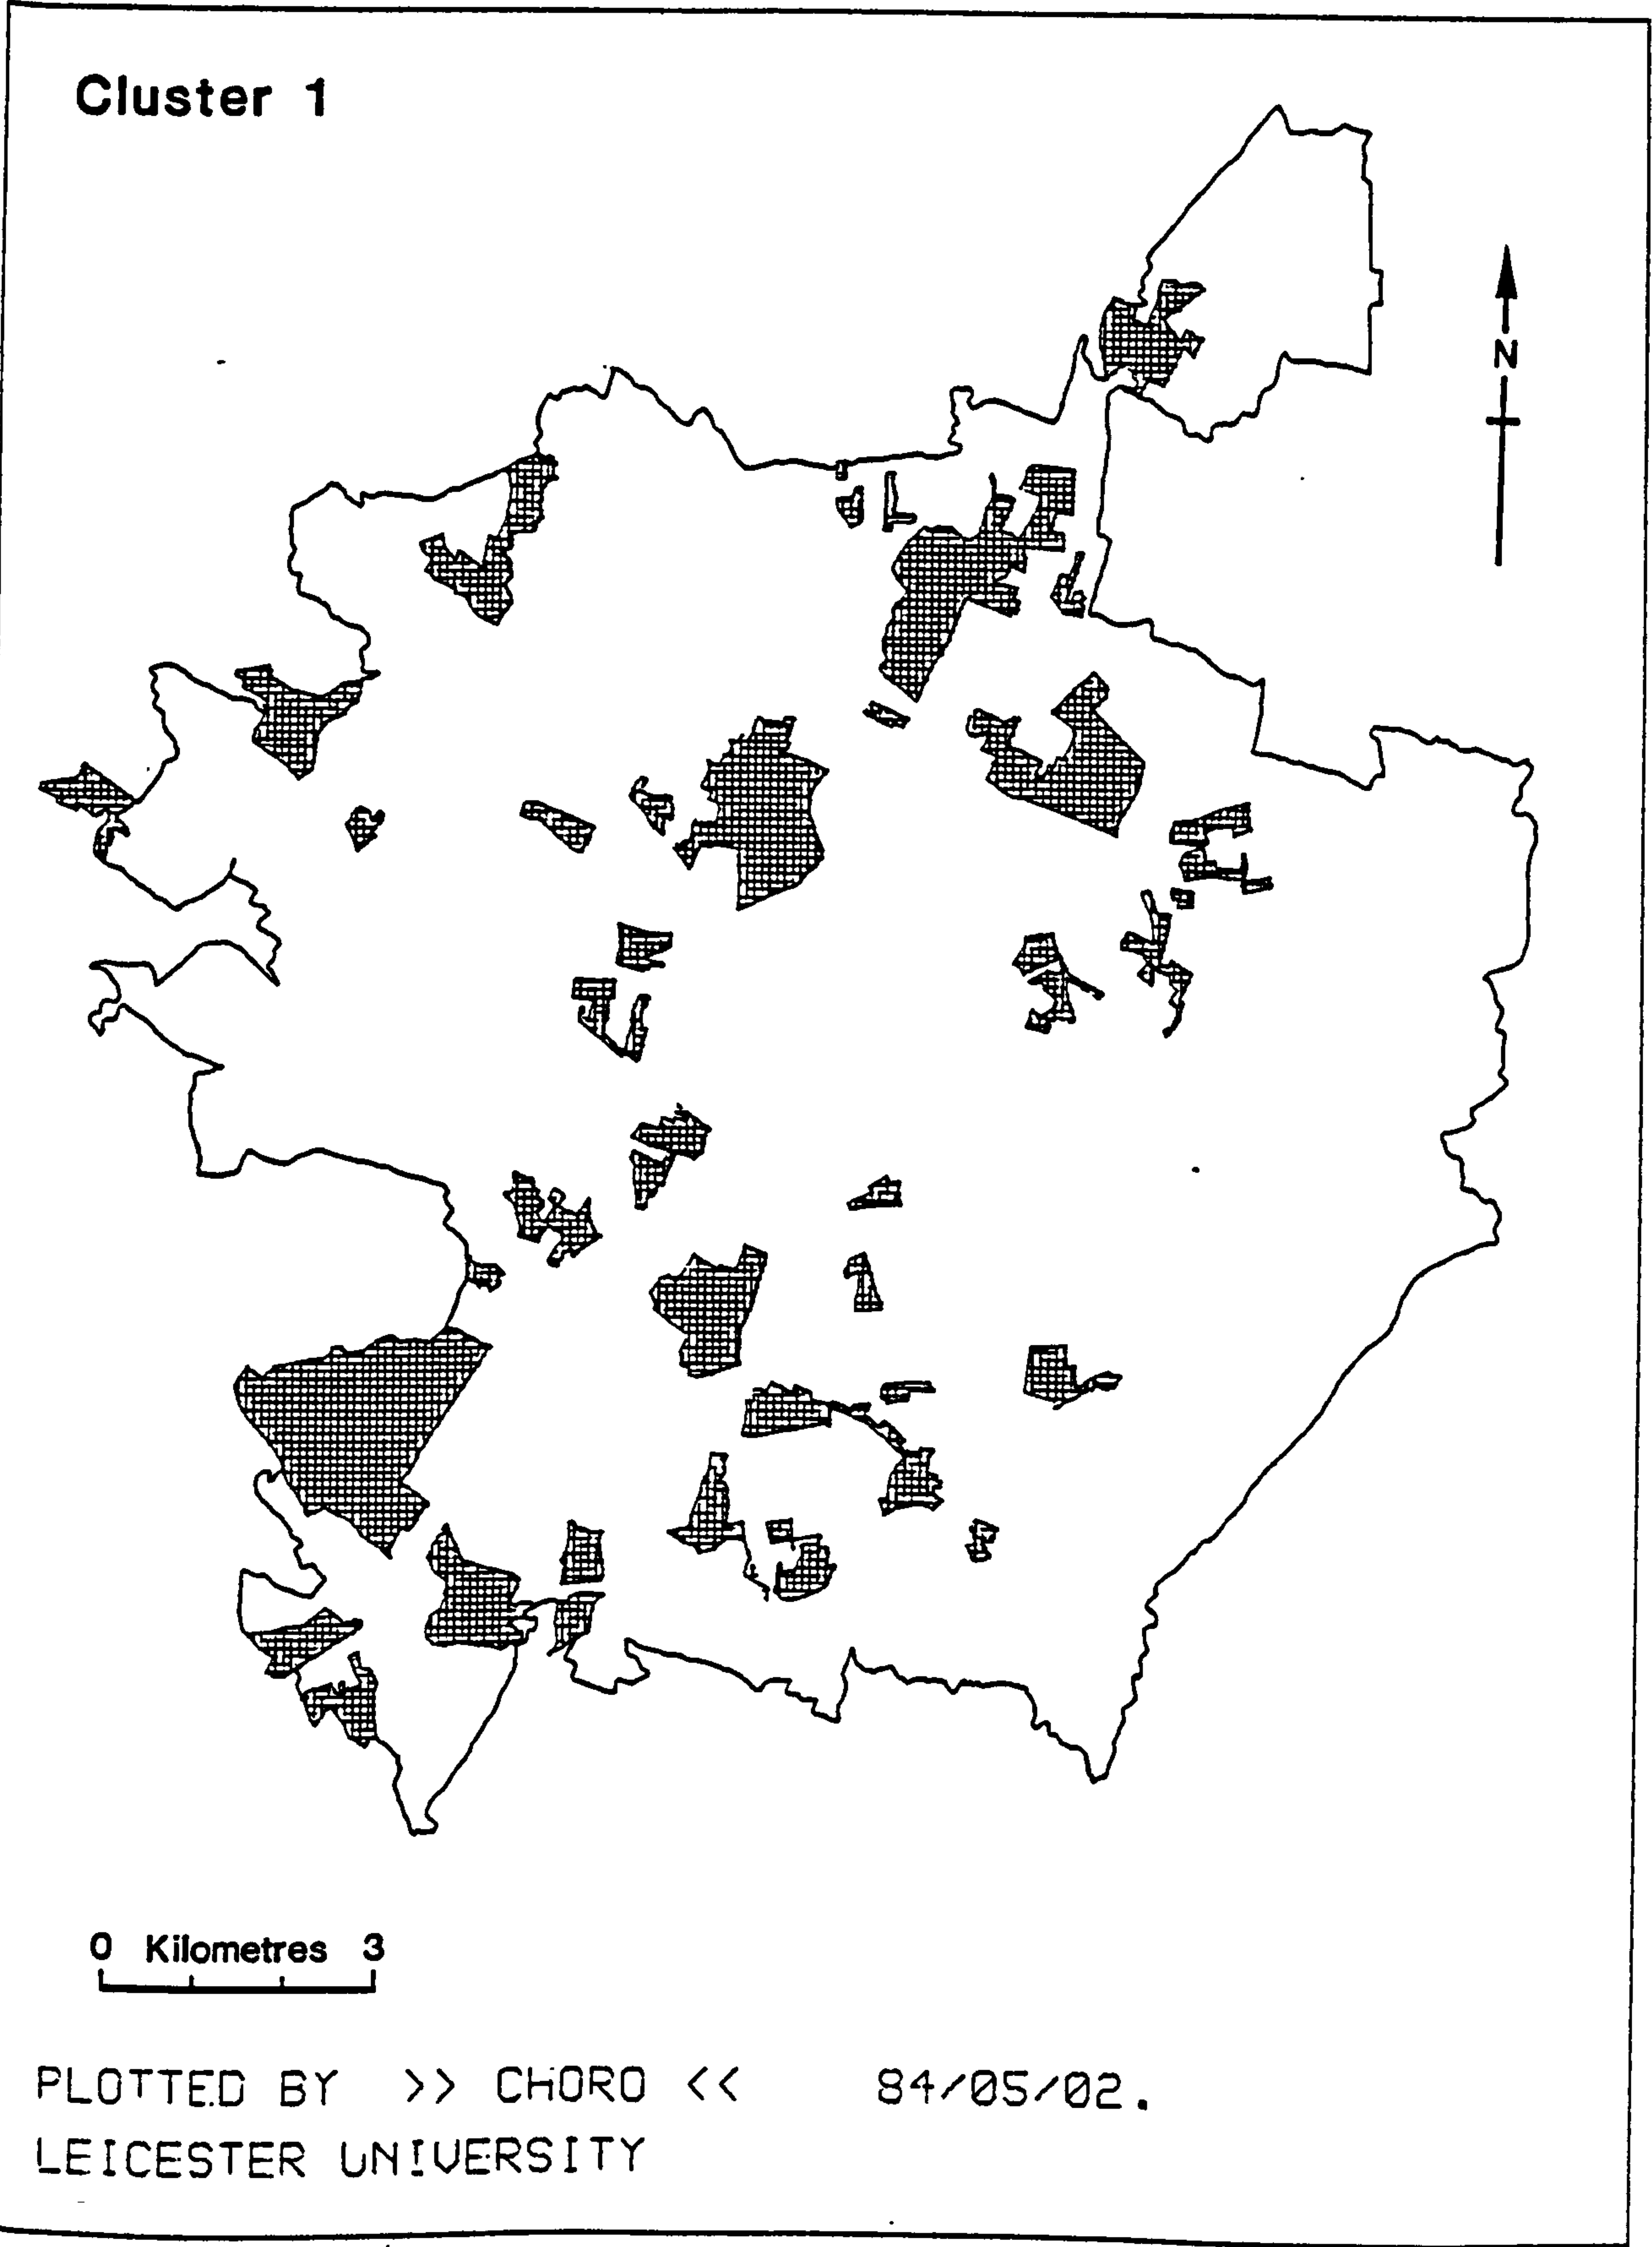 Cluster 1
N
0 Kilometres 3
PLOTTED BY >> CHORO << 84/05/02.
LEICESTER UNIVERSITY